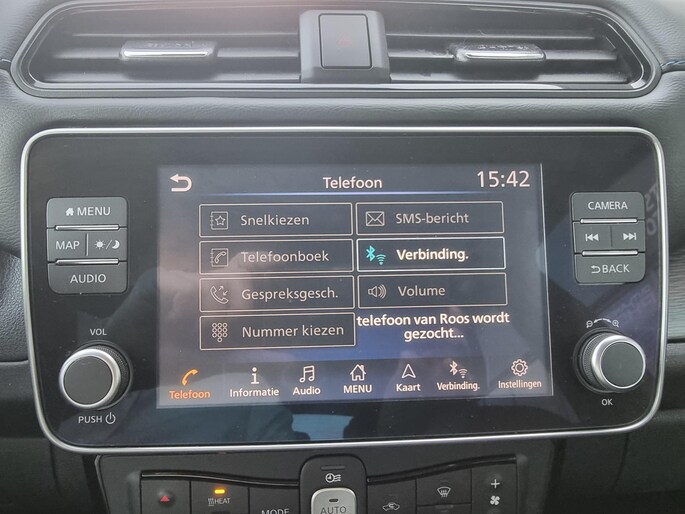 Telefoon 15:42
Snelkiezen SMS-bericht
Telefoonboek Verbinding.
Gespreksgesch. Volume
Nummer kiezen telefoon van Roos wordt
gezocht...
Telefoon Informatie Audio MENU Kaart Verbinding. Instellingen
MENU
MAP
AUDIO
VOL
PUSH
CAMERA
BACK
OK
HEAT
MODE
AUTO